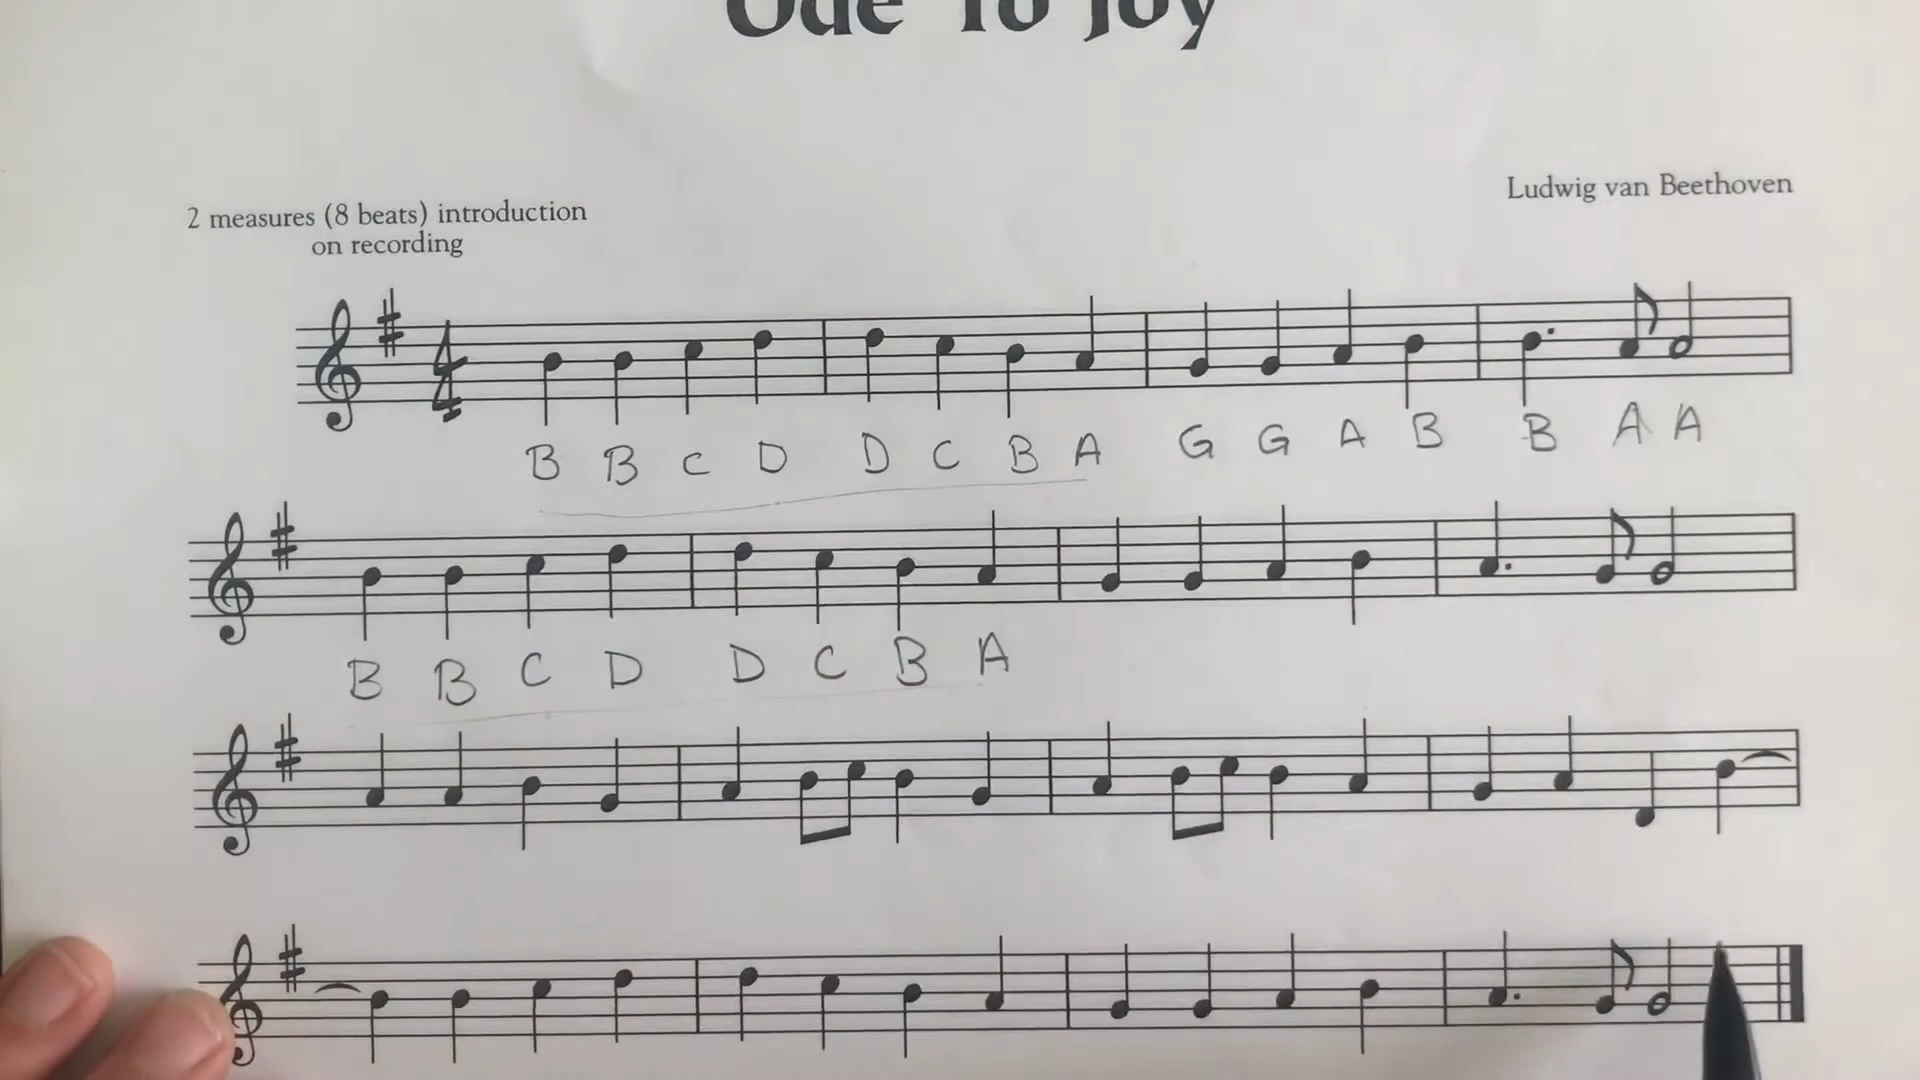 Ode To Joy
Ludwig van Beethoven
2 measures (8 beats) introduction
on recording
B B C D D C B A G G A B B A A
B B C D D C B A